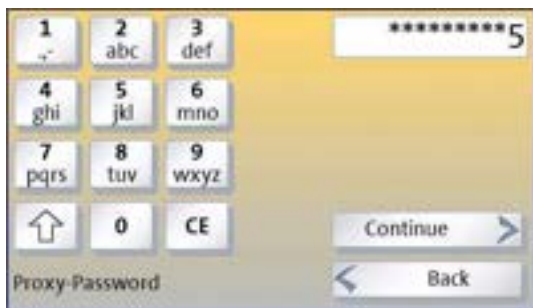 1 2 3
.,- abc def
*********5
4 5 6
ghi jkl mno
7 8 9
pqrs tuv wxyz
0 CE
Continue
Proxy-Password
Back